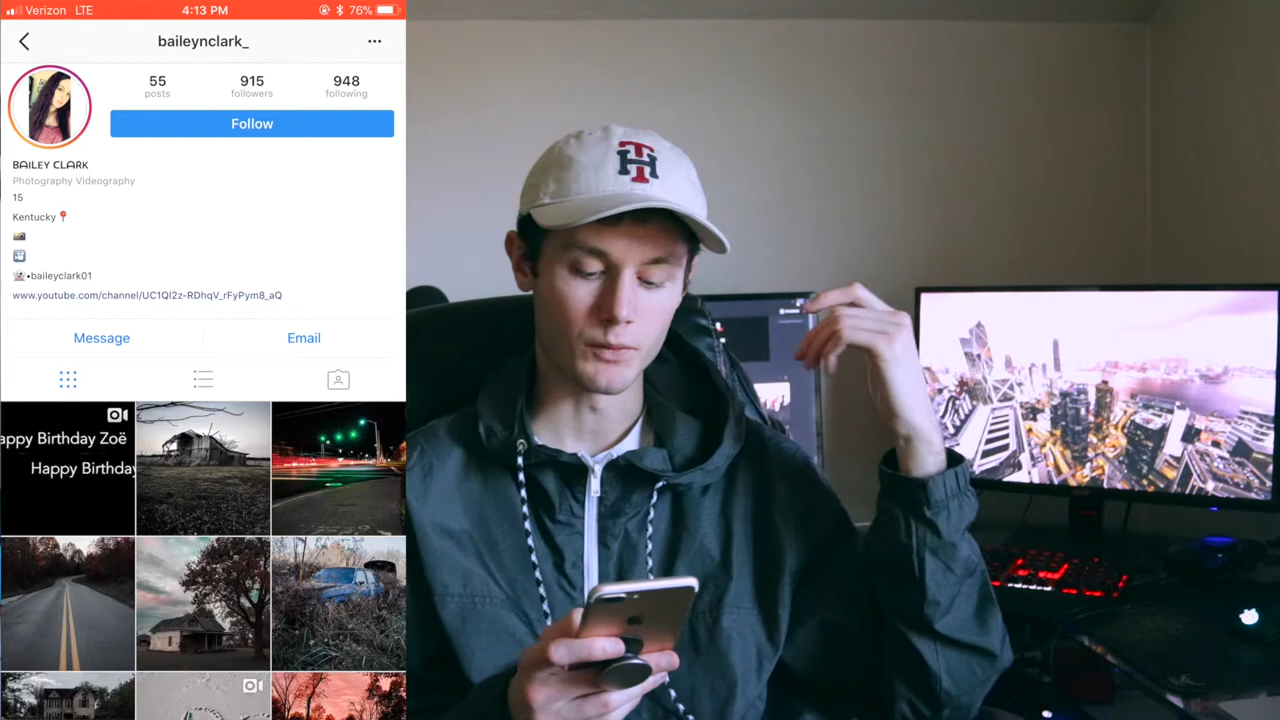 Verizon LTE 4:13 PM 76%
baileynclark_
55 915 948
posts followers following
Follow
BAILEY CLARK
Photography Videography
15
Kentucky
•baileyclark01
www.youtube.com/channel/UC1QI2z-RDhqV_rFyPym8_aQ
Message Email
appy Birthday Zoë
Happy Birthday
TH